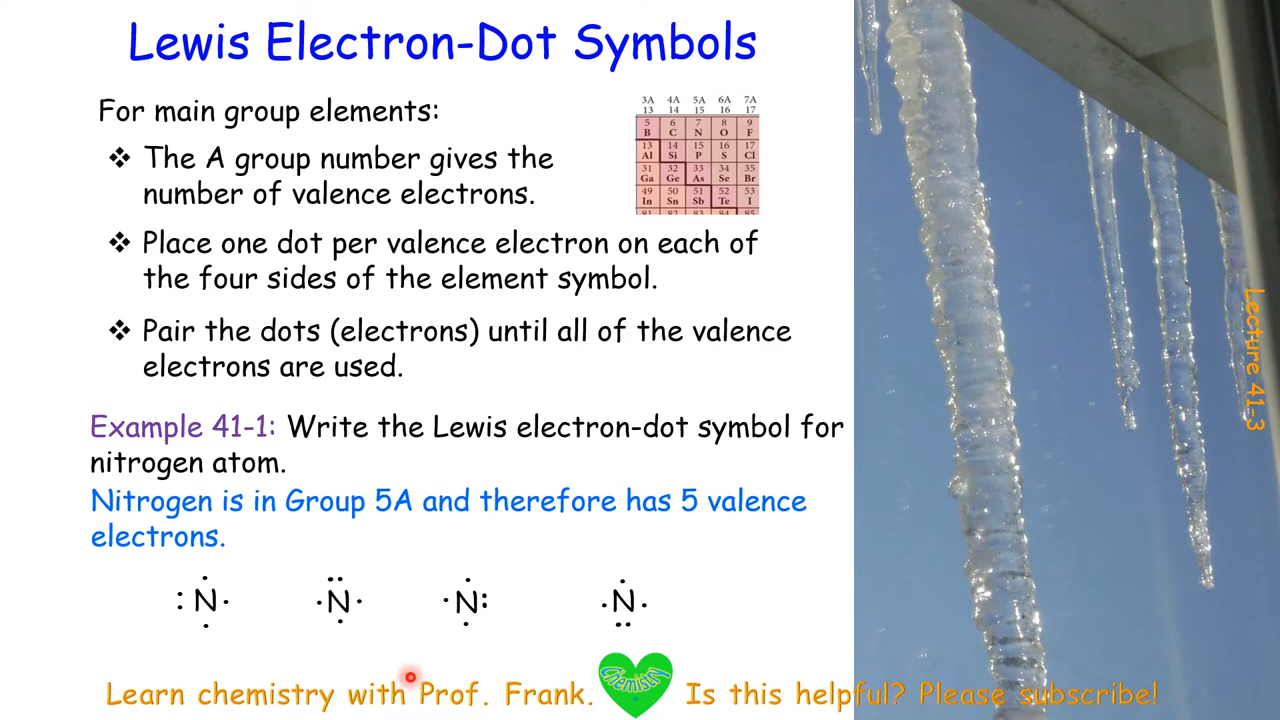 Lewis Electron-Dot Symbols
For main group elements:
❖ The A group number gives the
number of valence electrons.
3A 4A 5A 6A 7A
13 14 15 16 17
5 6 7 8 9
B C N O F
13 14 15 16 17
Al Si P S Cl
31 32 33 34 35
Ga Ge As Se Br
49 50 51 52 53
In Sn Sb Te I
81 82 83 84 85
❖ Place one dot per valence electron on each of
the four sides of the element symbol.
❖ Pair the dots (electrons) until all of the valence
electrons are used.
Example 41-1: Write the Lewis electron-dot symbol for
nitrogen atom.
Nitrogen is in Group 5A and therefore has 5 valence
electrons.
N N N N
Learn chemistry with Prof. Frank. Chemistry Is this helpful? Please subscribe!
Lecture 41-3